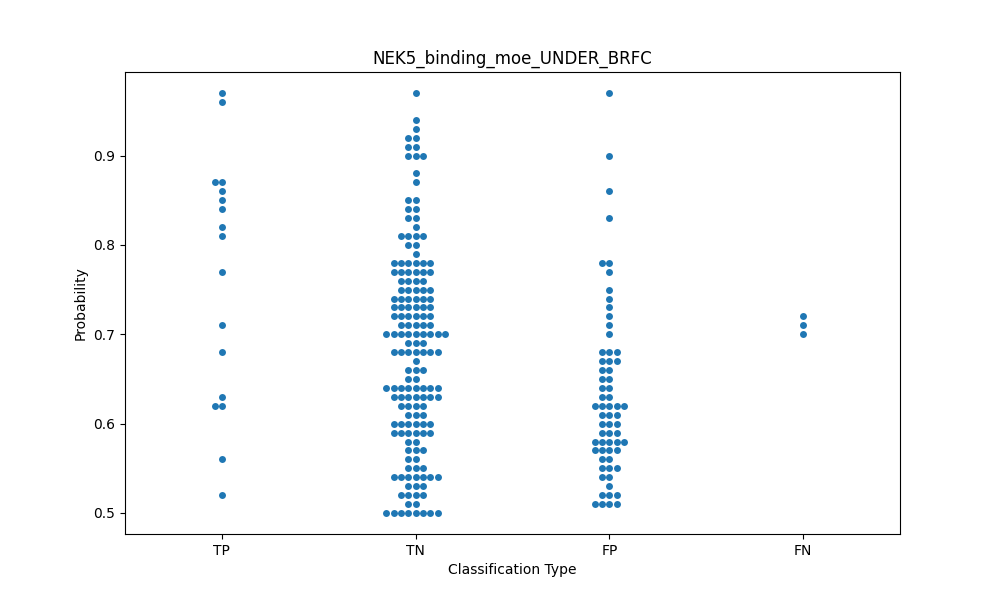 NEK5_binding_moe_UNDER_BRFC
0.9
0.8
0.7
0.6
0.5
Probability
TP TN FP FN
Classification Type